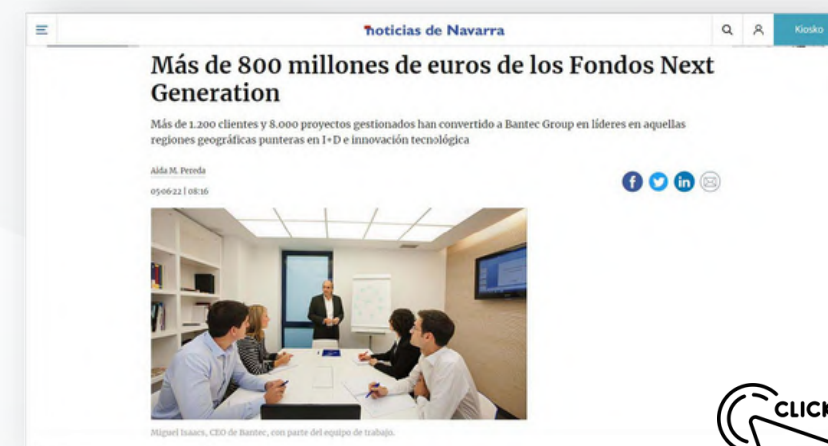 noticias de Navarra
Kiosko
Más de 800 millones de euros de los Fondos Next
Generation
Más de 1.200 clientes y 8.000 proyectos gestionados han convertido a Bantec Group en líderes en aquellas
regiones geográficas punteras en I+D e innovación tecnológica
Aida M. Pereda
05·06·22 | 08:16
Miguel Isaacs, CEO de Bantec, con parte del equipo de trabajo.
CLICK